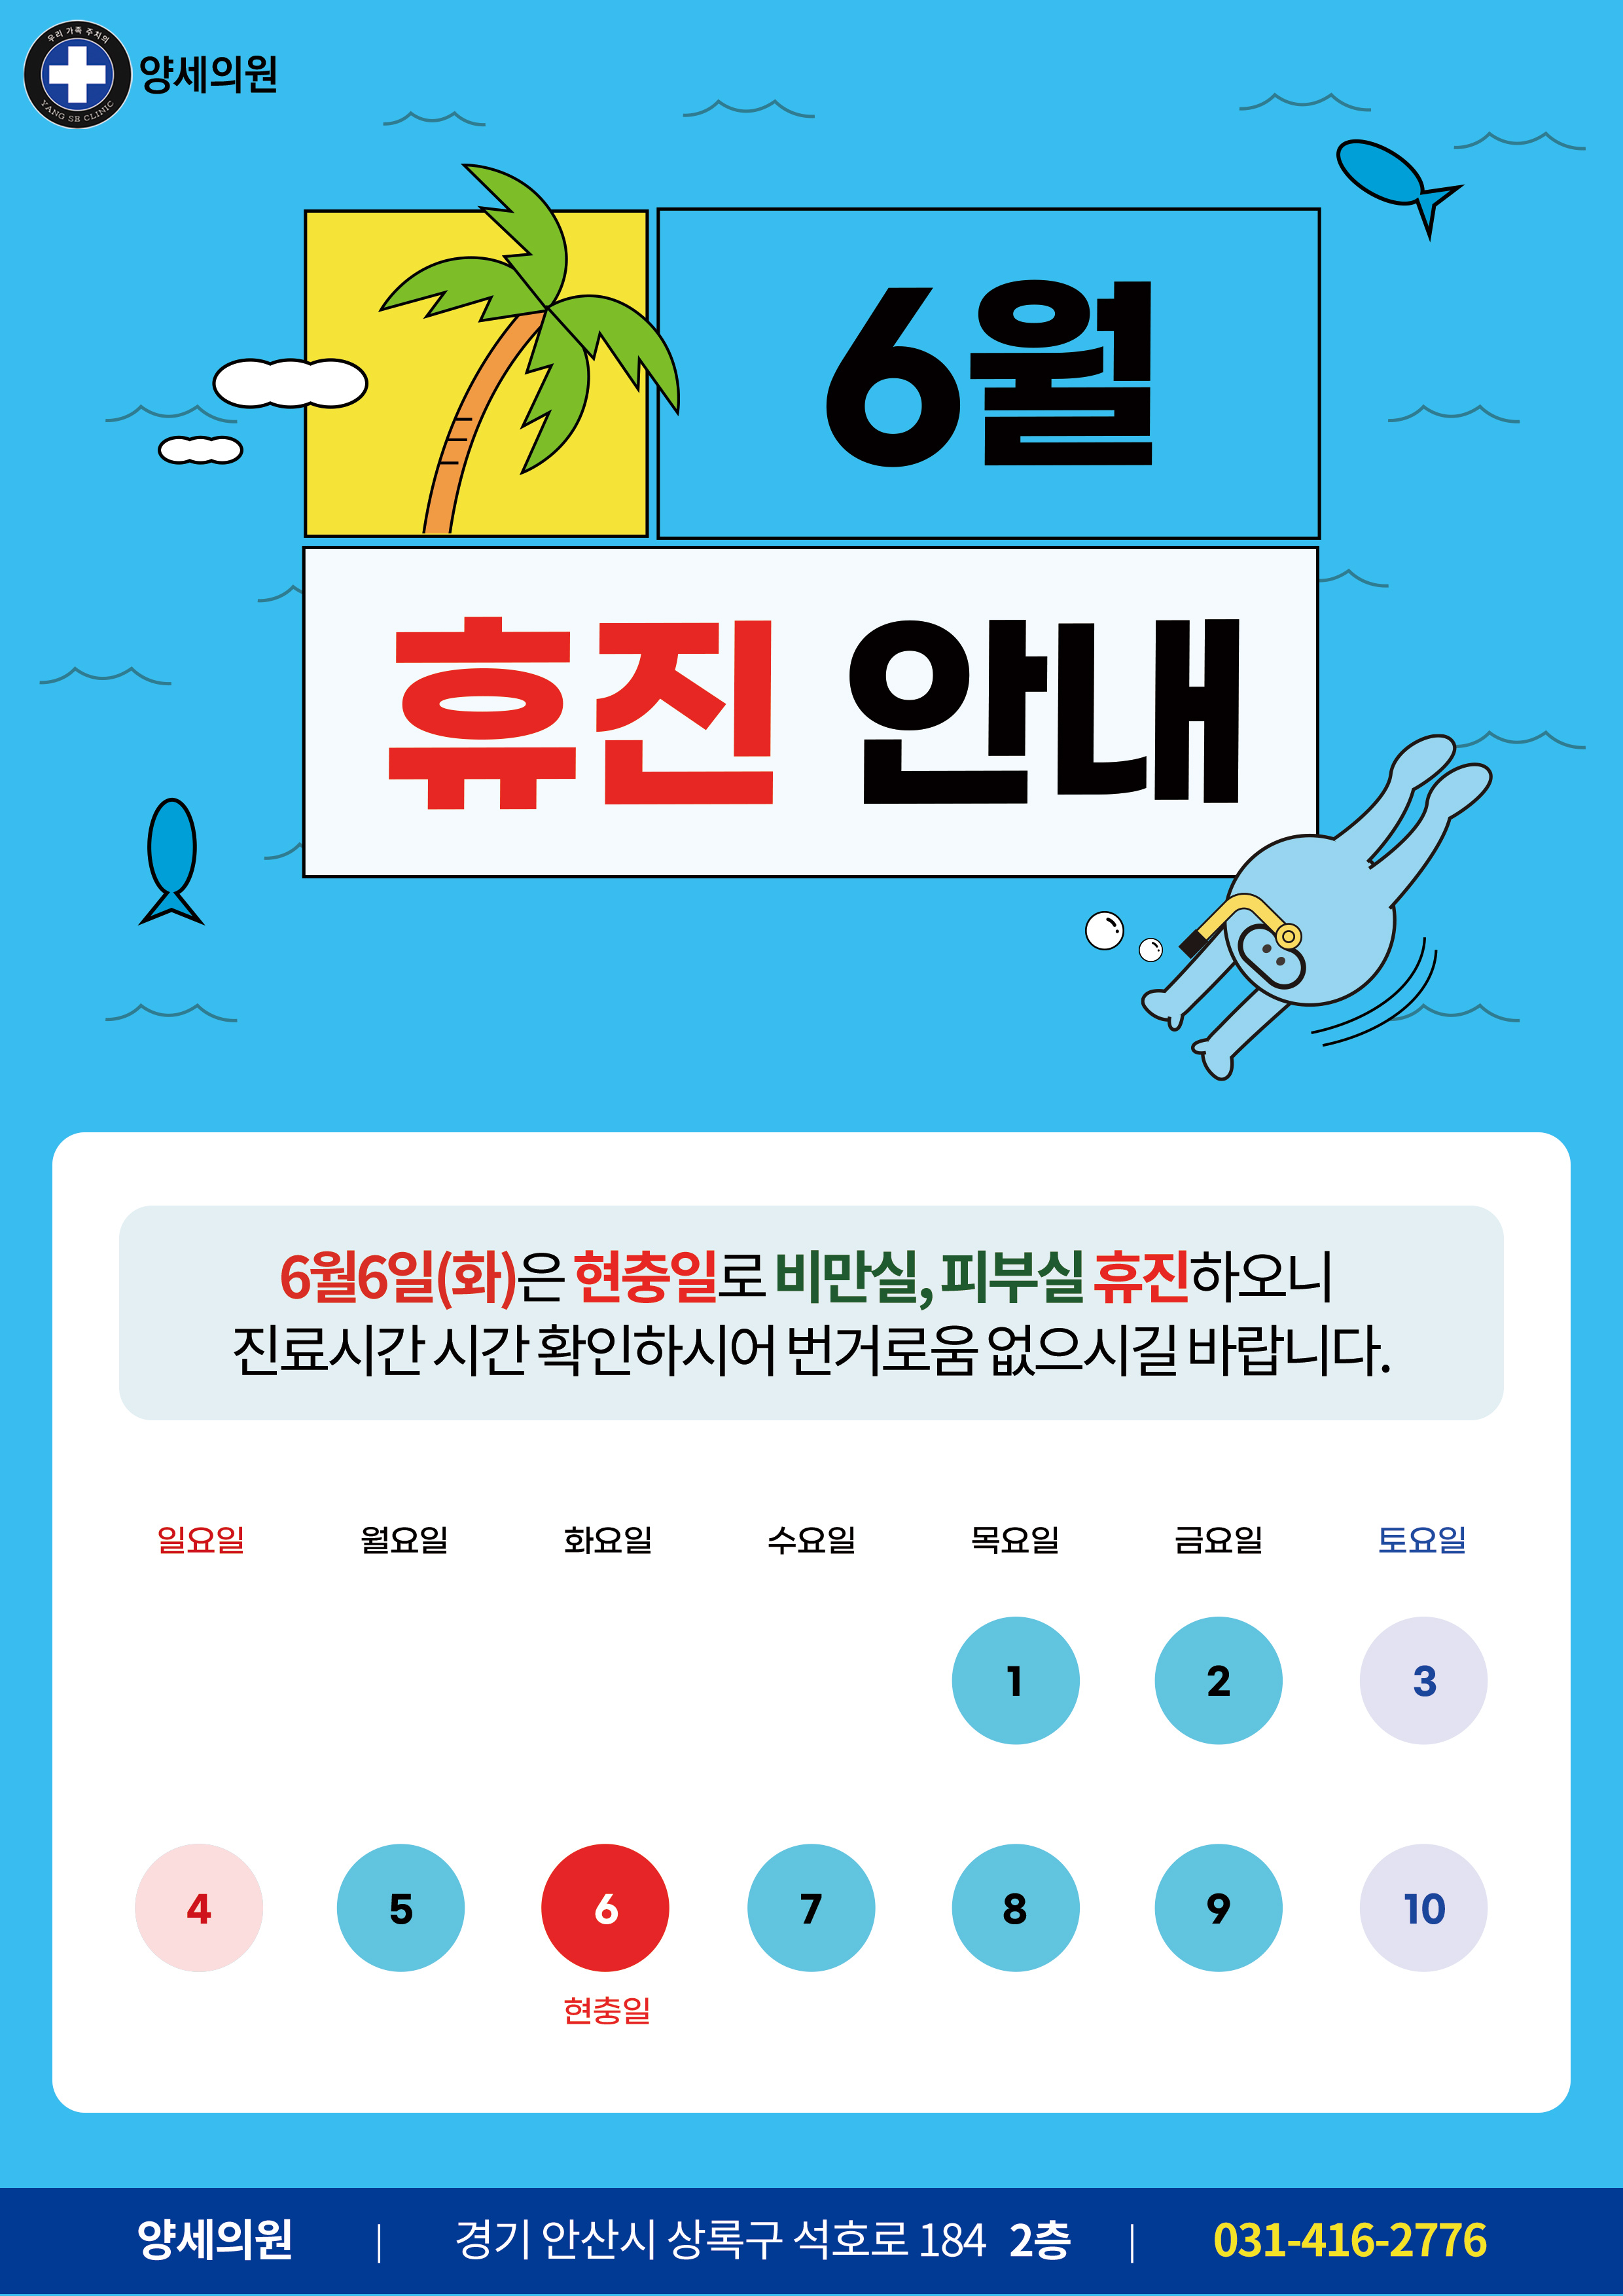 우리 가족 주치의
YANG SE CLINIC
양세의원
6월
휴진 안내
6월6일(화)은 현충일로 비만실, 피부실 휴진하오니
진료시간 시간 확인하시어 번거로움 없으시길 바랍니다.
일요일 월요일 화요일 수요일 목요일 금요일 토요일
1 2 3
4 5 6 7 8 9 10
현충일
양세의원 | 경기 안산시 상록구 석호로 184 2층 | 031-416-2776